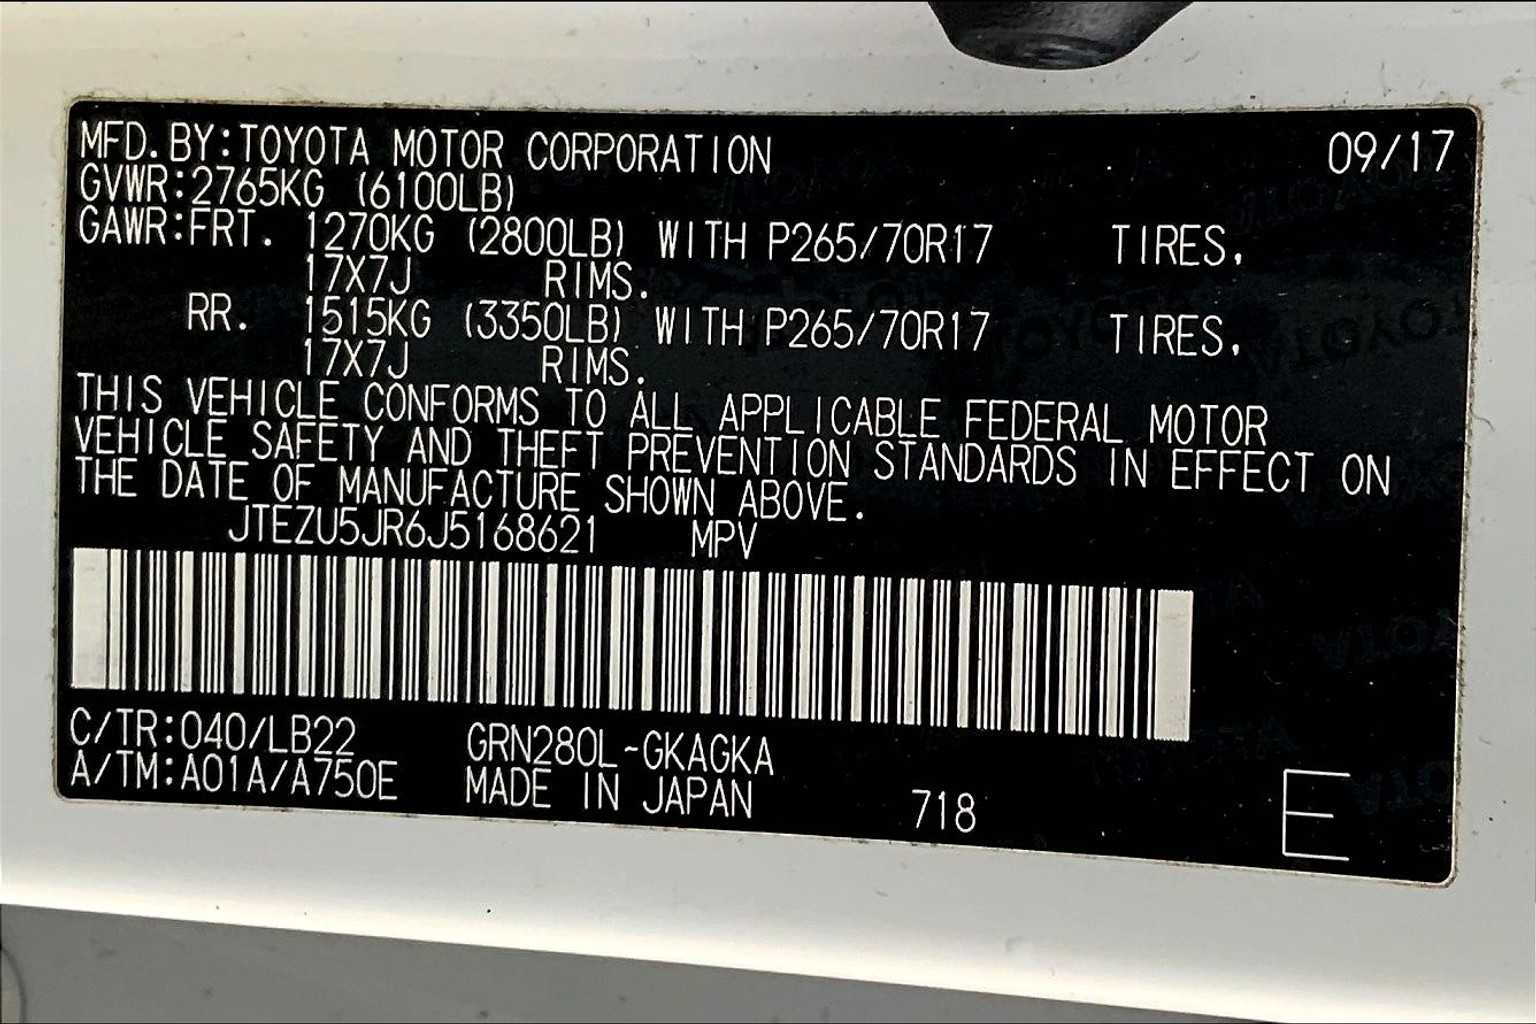 MFD. BY: TOYOTA MOTOR CORPORATION 09/17
GVWR: 2765KG (6100LB)
GAWR: FRT. 1270KG (2800LB) WITH P265/70R17 TIRES,
17X7J RIMS.
RR. 1515KG (3350LB) WITH P265/70R17 TIRES,
17X7J RIMS.
THIS VEHICLE CONFORMS TO ALL APPLICABLE FEDERAL MOTOR
VEHICLE SAFETY AND THEFT PREVENTION STANDARDS IN EFFECT ON
THE DATE OF MANUFACTURE SHOWN ABOVE.
JTEZU5JR6J5168621 MPV
C/TR: 040/LB22 GRN280L-GKAGKA
A/TM: A01A/A750E MADE IN JAPAN 718 E